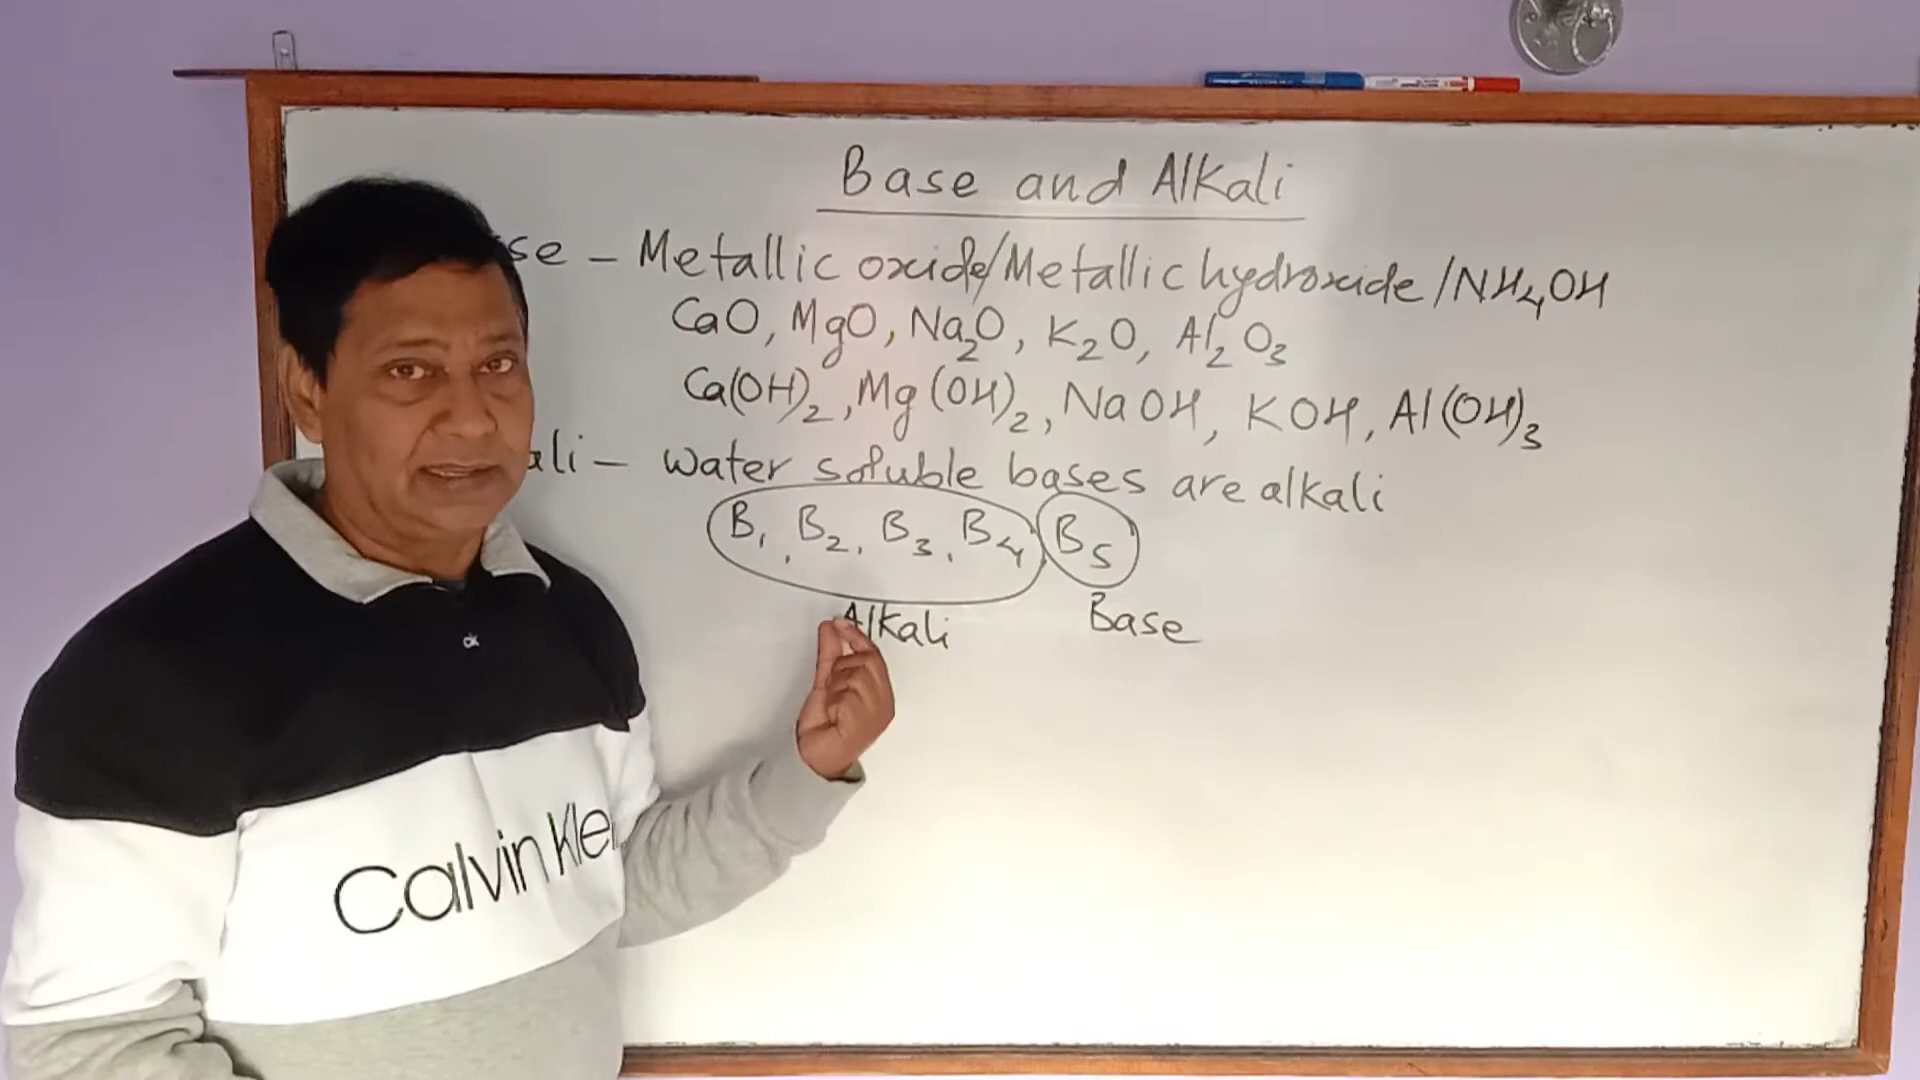 Base and Alkali
se – Metallic oxide/Metallic hydroxide/NH₄OH
CaO, MgO, Na₂O, K₂O, Al₂O₃
Ca(OH)₂, Mg(OH)₂, NaOH, KOH, Al(OH)₃
ali – water soluble bases are alkali
B₁, B₂, B₃, B₄ B₅
Alkali Base
ck
Calvin Klei